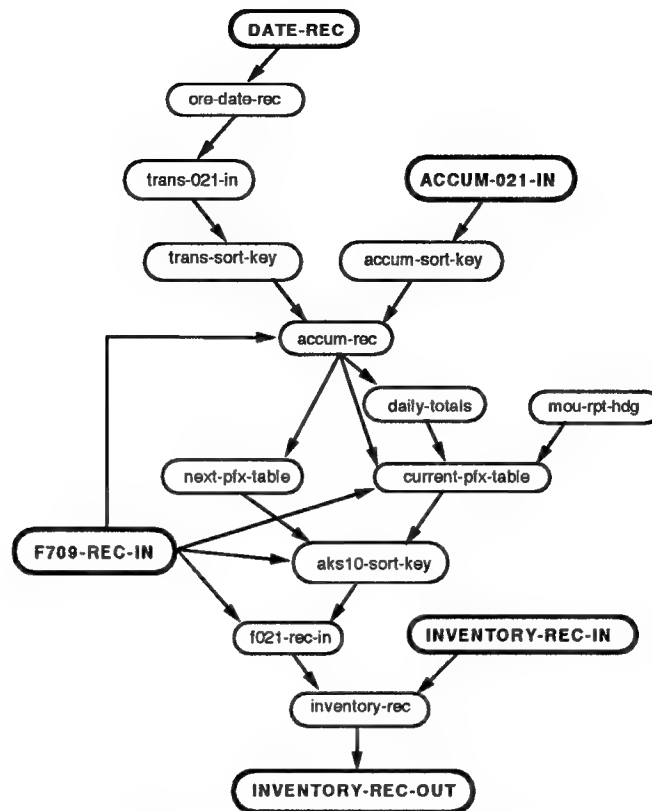 DATE-REC
ore-date-rec
trans-021-in
ACCUM-021-IN
trans-sort-key
accum-sort-key
accum-rec
daily-totals
mou-rpt-hdg
next-pfx-table
current-pfx-table
F709-REC-IN
aks10-sort-key
f021-rec-in
INVENTORY-REC-IN
inventory-rec
INVENTORY-REC-OUT